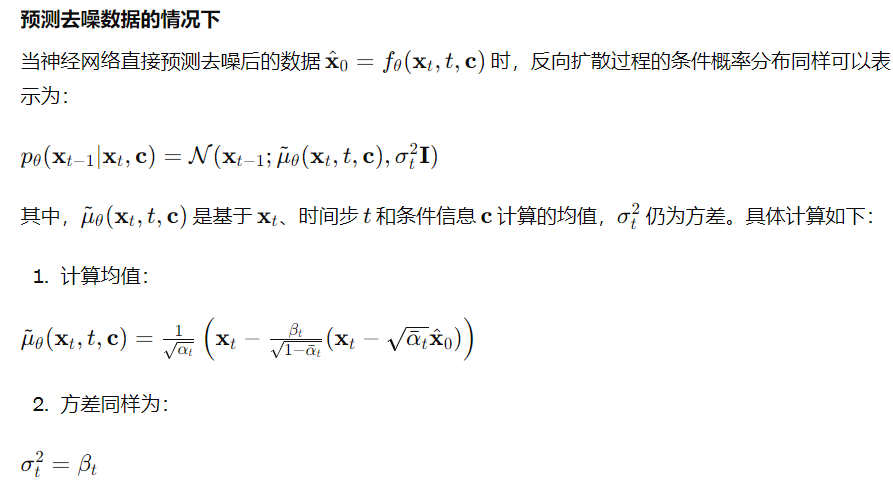 预测去噪数据的情况下
当神经网络直接预测去噪后的数据 $\hat{\mathbf{x}}_0 = f_\theta(\mathbf{x}_t, t, \mathbf{c})$ 时，反向扩散过程的条件概率分布同样可以表
示为：
$p_\theta(\mathbf{x}_{t-1}|\mathbf{x}_t, \mathbf{c}) = \mathcal{N}(\mathbf{x}_{t-1}; \tilde{\mu}_\theta(\mathbf{x}_t, t, \mathbf{c}), \sigma_t^2 \mathbf{I})$
其中，$\tilde{\mu}_\theta(\mathbf{x}_t, t, \mathbf{c})$ 是基于 $\mathbf{x}_t$、时间步 $t$ 和条件信息 $\mathbf{c}$ 计算的均值，$\sigma_t^2$ 仍为方差。具体计算如下：
1. 计算均值：
$\tilde{\mu}_\theta(\mathbf{x}_t, t, \mathbf{c}) = \frac{1}{\sqrt{\alpha_t}} \left( \mathbf{x}_t - \frac{\beta_t}{\sqrt{1-\bar{\alpha}_t}} (\mathbf{x}_t - \sqrt{\bar{\alpha}_t} \hat{\mathbf{x}}_0) \right)$
2. 方差同样为：
$\sigma_t^2 = \beta_t$